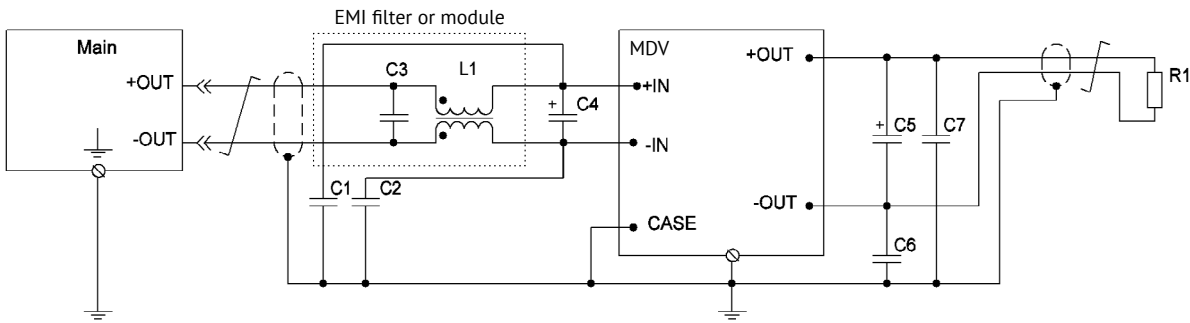 EMI filter or module
Main
MDV
+OUT
-OUT
C3
L1
C4
+
+IN
-IN
CASE
C1
C2
+OUT
-OUT
+
C5
C7
C6
R1